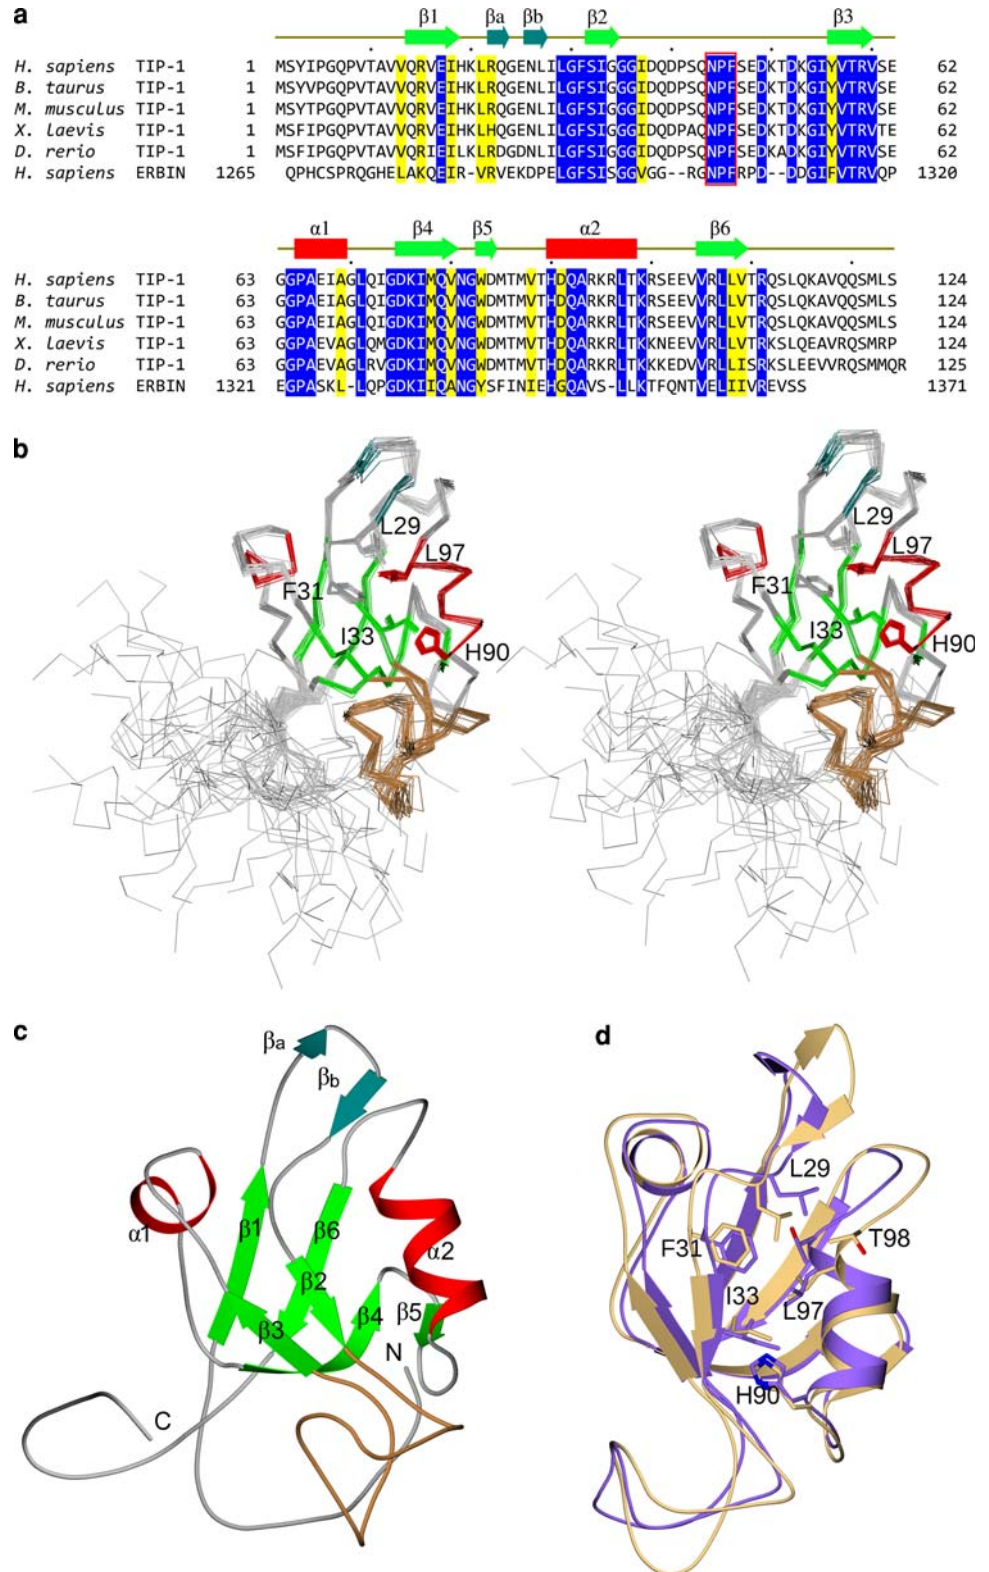 a
β1 βa βb β2 β3
H. sapiens TIP-1 1 MSYIPGQPVTAVVQRVEIHKLRQGENLILGFSIGGGIDQDPSQNPFSEDKTDKGIYVTRVSE 62
B. taurus TIP-1 1 MSYVPGQPVTAVVQRVEIHKLRQGENLILGFSIGGGIDQDPSQNPFSEDKTDKGIYVTRVSE 62
M. musculus TIP-1 1 MSYTPGQPVTAVVQRVEIHKLRQGENLILGFSIGGGIDQDPSQNPFSEDKTDKGIYVTRVSE 62
X. laevis TIP-1 1 MSFIPGQPVTAVVQRVEIHKLHQGENLILGFSIGGGIDQDPAQNPFSEDKTDKGIYVTRVTE 62
D. rerio TIP-1 1 MSFIPGQPVTAVVQRIEILKLRDGDNLILGFSIGGGIDQDPSQNPFSEDKADKGIYVTRVSE 62
H. sapiens ERBIN 1265 QPHCSPRQGHELAKQEIR-VRVEKDPELGFSISGGVGG--RGNPFRPD--DDGIFVTRVQP 1320
α1 β4 β5 α2 β6
H. sapiens TIP-1 63 GGPAEIAGLQIGDKIMQVNGWDMTMVTHDQARKRLTKRSEEVVRLLVTRQSLQKAVQQSMLS 124
B. taurus TIP-1 63 GGPAEIAGLQIGDKIMQVNGWDMTMVTHDQARKRLTKRSEEVVRLLVTRQSLQKAVQQSMLS 124
M. musculus TIP-1 63 GGPAEIAGLQIGDKIMQVNGWDMTMVTHDQARKRLTKRSEEVVRLLVTRQSLQKAVQQSMLS 124
X. laevis TIP-1 63 GGPAEVAGLQMGDKIMQVNGWDMTMVTHDQARKRLTKKNEEVVRLLVTRKSLQEAVRQSMRP 124
D. rerio TIP-1 63 GGPAEVAGLRVGDKIMQVNGWDMTMVTHDQARKRLTKKKEDVVRLLISRKSLEEVVRQSMMQR 125
H. sapiens ERBIN 1321 EGPASKL-LQPGDKIIQANGYSFINIEHGQAVS-LLKTFQNTVELIIVREVSS 1371
b
L29 L29
L97 L97
F31 F31
I33 I33
H90 H90
c
βa
βb
α1
β1
β6
α2
β2
β3
β4
β5
N
C
d
L29
F31
T98
I33
L97
H90